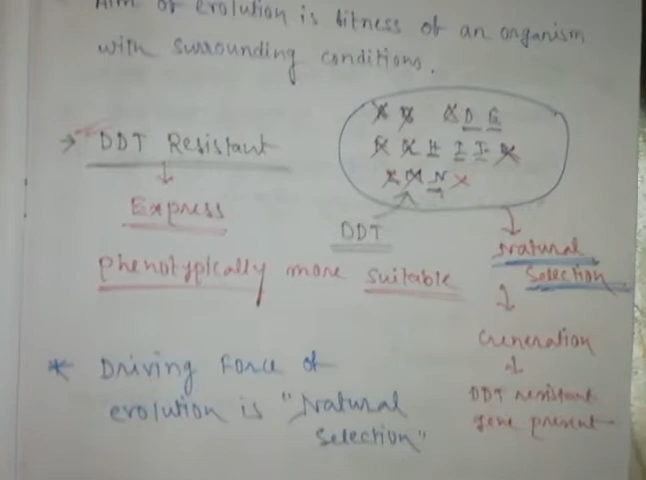 Aim of evolution is fitness of an organism
with surrounding conditions.
→ DDT Resistant
Express
phenotypically more suitable
D G
H I J
N
DDT
Natural
Selection
Generation
DDT resistant
gene present
* Driving Force of
evolution is "Natural
Selection"